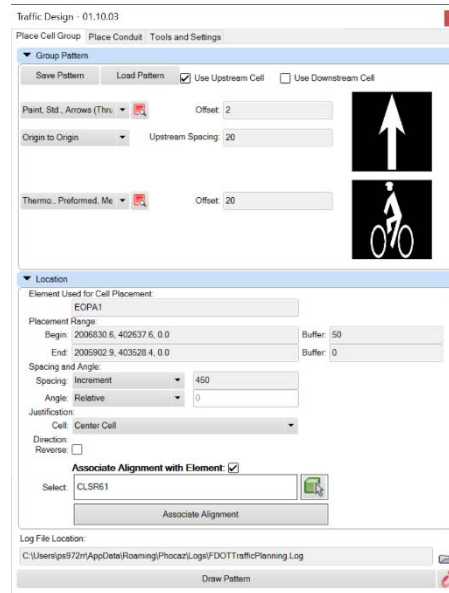 Traffic Design - 01.10.03
Place Cell Group Place Conduit Tools and Settings
Group Pattern
Save Pattern Load Pattern Use Upstream Cell Use Downstream Cell
Paint, Std., Arrows (Thru, Offset: 2
Origin to Origin Upstream Spacing: 20
Thermo., Preformed, Me Offset: 20
Location
Element Used for Cell Placement:
EOPA1
Placement Range:
Begin: 2006830.6, 402637.6, 0.0 Buffer: 50
End: 2005902.9, 403528.4, 0.0 Buffer: 0
Spacing and Angle:
Spacing: Increment 450
Angle: Relative 0
Justification:
Cell: Center Cell
Direction:
Reverse:
Associate Alignment with Element:
Select: CLSR61
Associate Alignment
Log File Location:
C:\Users\ps972rr\AppData\Roaming\Phocaz\Logs\FDOTTrafficPlanning.Log
Draw Pattern